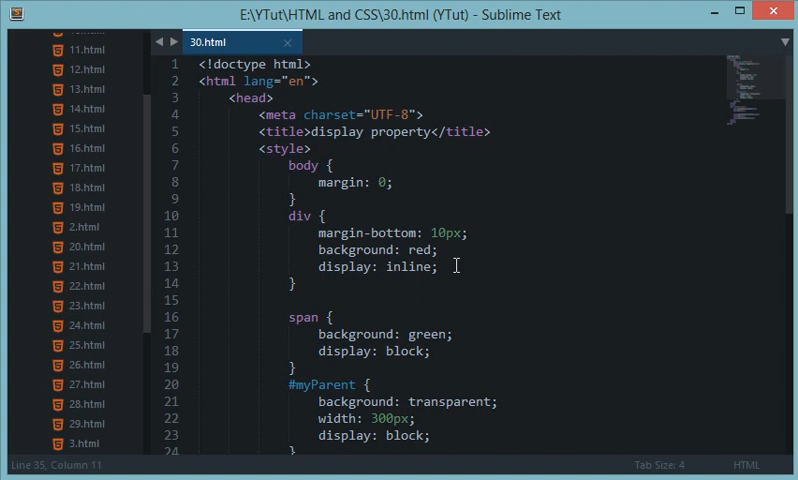 E:\YTut\HTML and CSS\30.html (YTut) - Sublime Text
11.html
12.html
13.html
14.html
15.html
16.html
17.html
18.html
19.html
2.html
20.html
21.html
22.html
23.html
24.html
25.html
26.html
27.html
28.html
29.html
3.html
30.html
1 <!doctype html>
2 <html lang="en">
3 <head>
4 <meta charset="UTF-8">
5 <title>display property</title>
6 <style>
7 body {
8 margin: 0;
9 }
10 div {
11 margin-bottom: 10px;
12 background: red;
13 display: inline;
14 }
15
16 span {
17 background: green;
18 display: block;
19 }
20 #myParent {
21 background: transparent;
22 width: 300px;
23 display: block;
24 }
Line 35, Column 11
Tab Size: 4
HTML